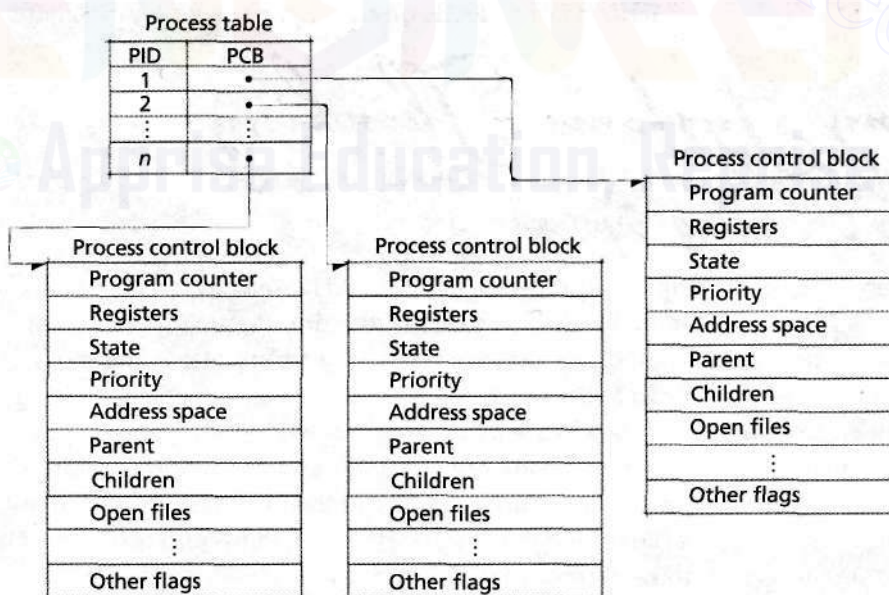 Process table
PID PCB
1
2
⋮ ⋮
n
Process control block
Program counter
Registers
State
Priority
Address space
Parent
Children
Open files
⋮
Other flags
Process control block
Program counter
Registers
State
Priority
Address space
Parent
Children
Open files
⋮
Other flags
Process control block
Program counter
Registers
State
Priority
Address space
Parent
Children
Open files
⋮
Other flags
Apprise Education,